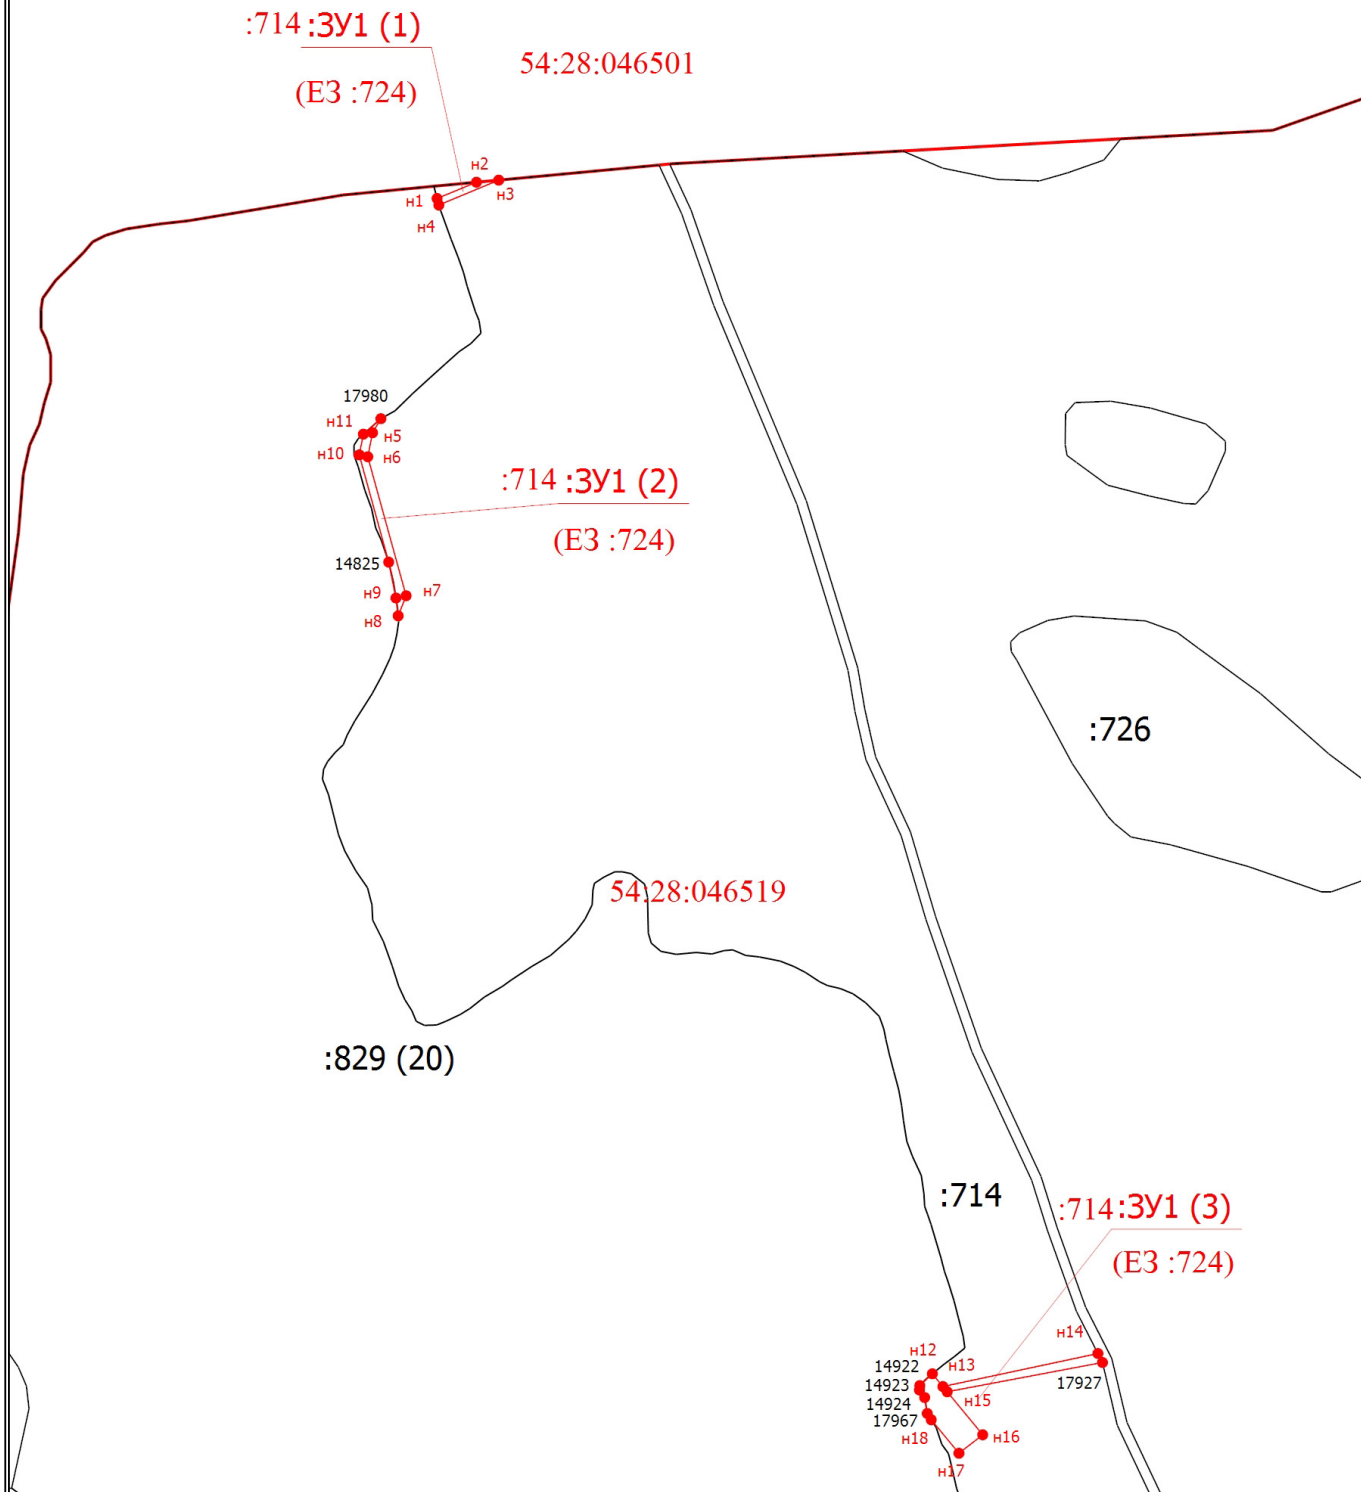 :714 :ЗУ1 (1)
54:28:046501
(ЕЗ :724)
н2
н3
н1
н4
17980
н11
н5
н10
н6
:714 :ЗУ1 (2)
(ЕЗ :724)
14825
н9
н7
н8
:726
54:28:046519
:829 (20)
:714
:714 :ЗУ1 (3)
(ЕЗ :724)
н14
н12
14922
н13
17927
14923
н15
14924
17967
н18
н16
н17